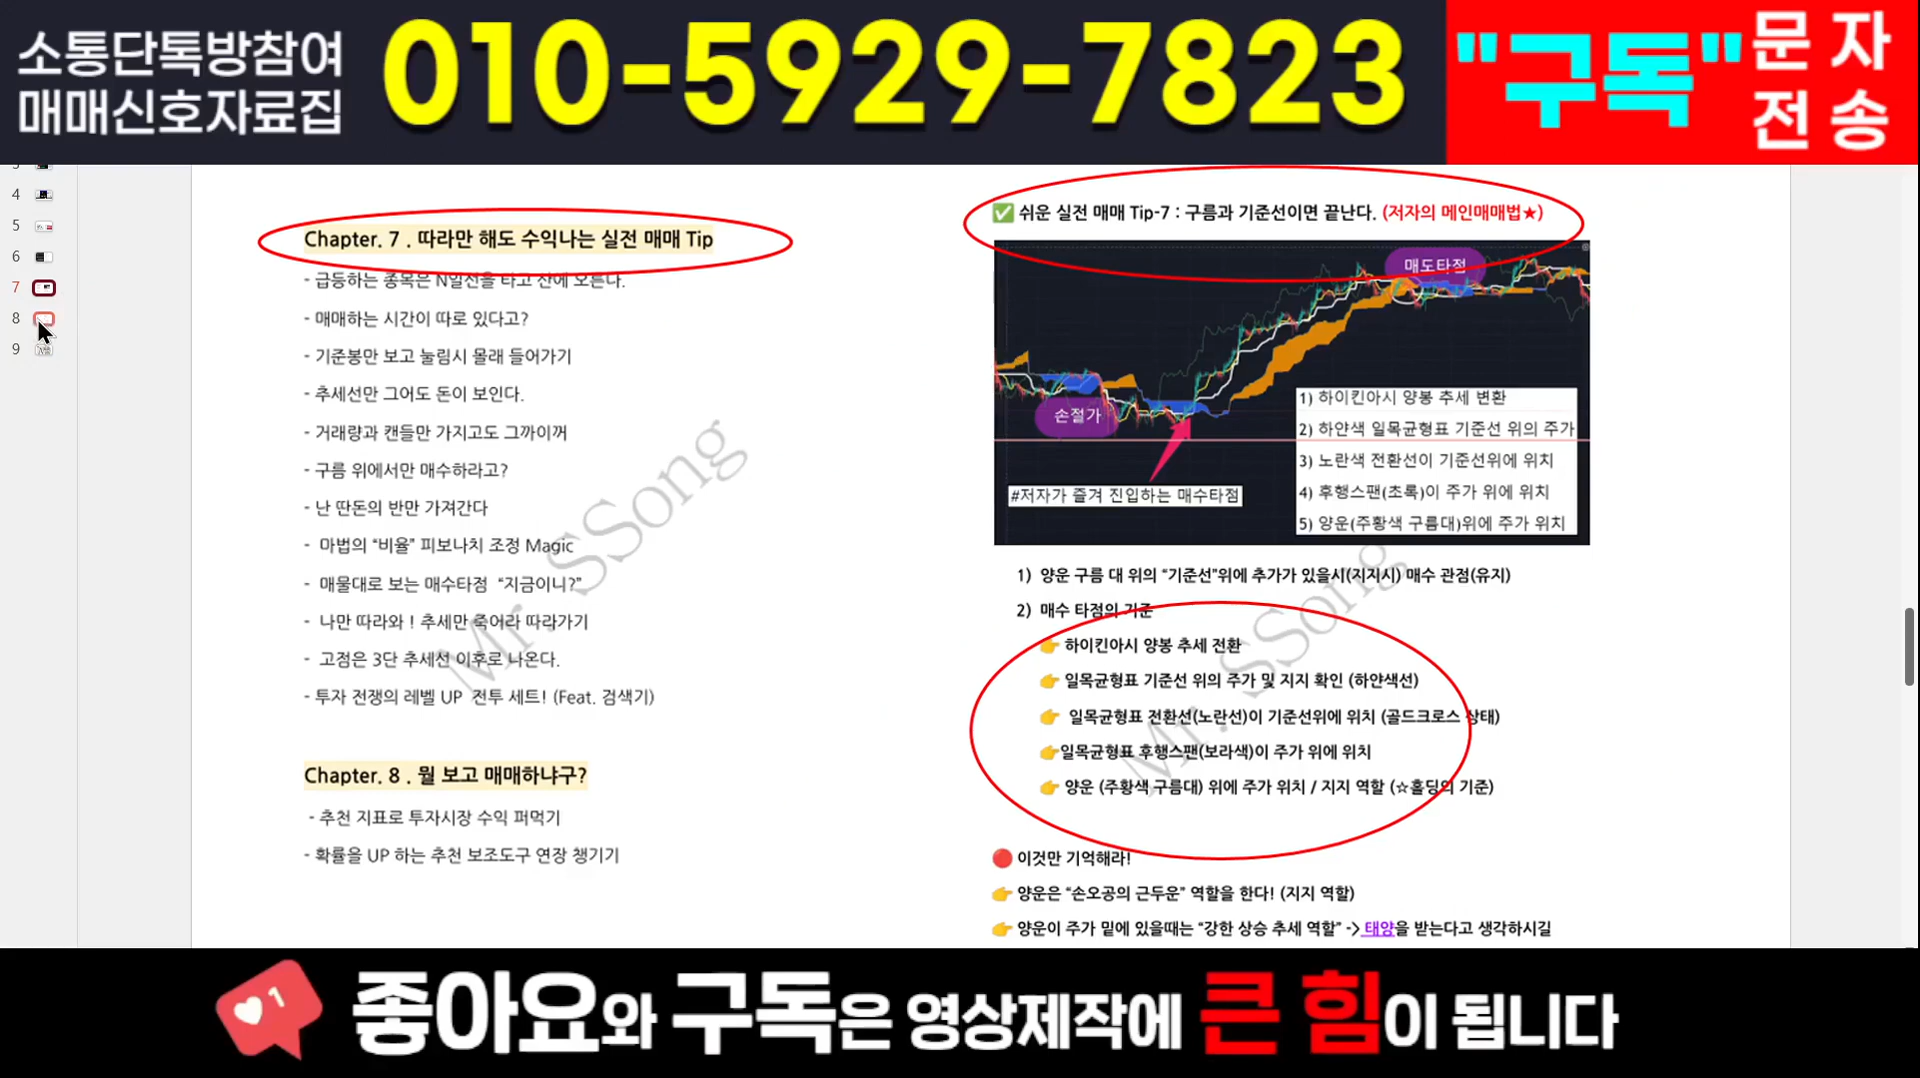 소통단톡방참여
매매신호자료집
010-5929-7823
"구독"
문자
전송
4
5
6
7
8
9
Chapter. 7 . 따라만 해도 수익나는 실전 매매 Tip
- 급등하는 종목은 N일선을 타고 산에 오른다.
- 매매하는 시간이 따로 있다고?
- 기준봉만 보고 눌림시 몰래 들어가기
- 추세선만 그어도 돈이 보인다.
- 거래량과 캔들만 가지고도 그까이꺼
- 구름 위에서만 매수하라고?
- 난 딴돈의 반만 가져간다
- 마법의 “비율” 피보나치 조정 Magic
- 매물대로 보는 매수타점 “지금이니?”
- 나만 따라와 ! 추세만 죽어라 따라가기
- 고점은 3단 추세선 이후로 나온다.
- 투자 전쟁의 레벨 UP 전투 세트! (Feat. 검색기)
Chapter. 8 . 뭘 보고 매매하냐구?
- 추천 지표로 투자시장 수익 퍼먹기
- 확률을 UP 하는 추천 보조도구 연장 챙기기
Mr. SSong
✅ 쉬운 실전 매매 Tip-7 : 구름과 기준선이면 끝난다. (저자의 메인매매법★)
매도타점
손절가
#저자가 즐겨 진입하는 매수타점
1) 하이킨아시 양봉 추세 변환
2) 하얀색 일목균형표 기준선 위의 주가
3) 노란색 전환선이 기준선위에 위치
4) 후행스팬(초록)이 주가 위에 위치
5) 양운(주황색 구름대)위에 주가 위치
1) 양운 구름 대 위의 “기준선”위에 추가가 있을시(지지시) 매수 관점(유지)
2) 매수 타점의 기준
👉 하이킨아시 양봉 추세 전환
👉 일목균형표 기준선 위의 주가 및 지지 확인 (하얀색선)
👉 일목균형표 전환선(노란선)이 기준선위에 위치 (골드크로스 상태)
👉일목균형표 후행스팬(보라색)이 주가 위에 위치
👉 양운 (주황색 구름대) 위에 주가 위치 / 지지 역할 (☆홀딩의 기준)
Mr. SSong
🔴 이것만 기억해라!
👉 양운은 “손오공의 근두운” 역할을 한다! (지지 역할)
👉 양운이 주가 밑에 있을때는 “강한 상승 추세 역할” -> 태양을 받는다고 생각하시길
1
좋아요와 구독은 영상제작에 큰 힘이 됩니다